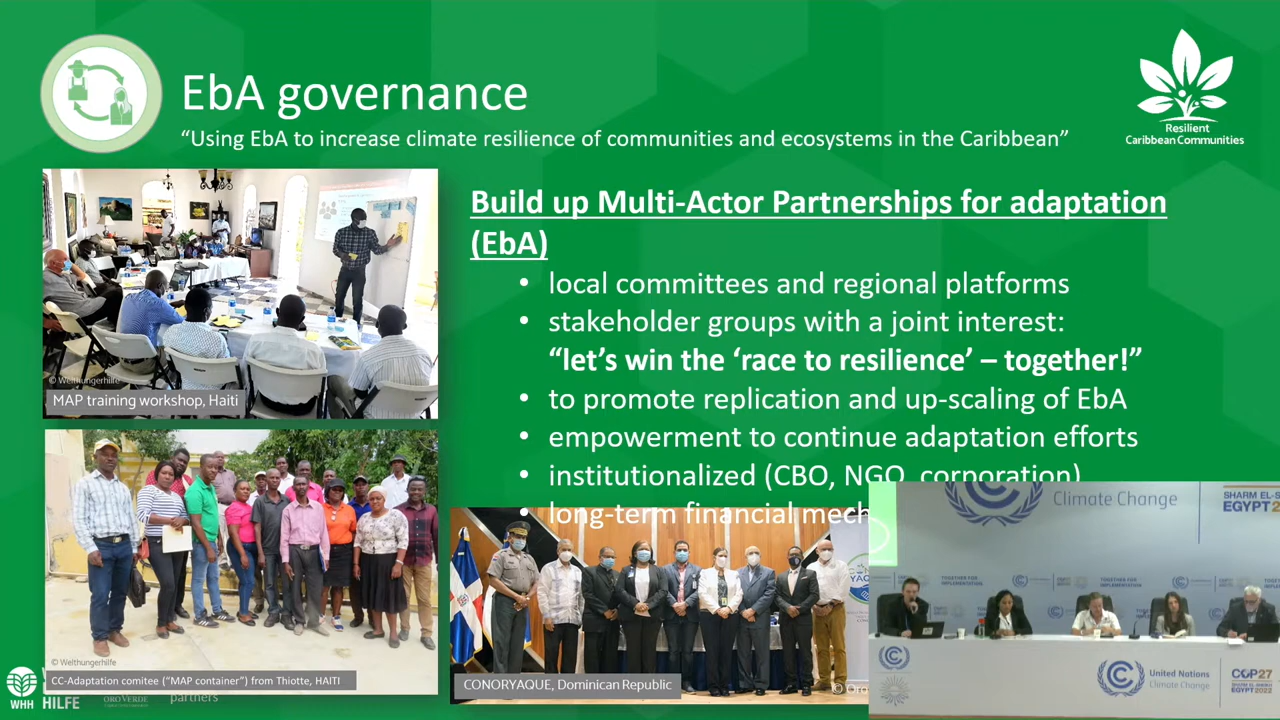 EbA governance
“Using EbA to increase climate resilience of communities and ecosystems in the Caribbean”
Resilient
Caribbean Communities
Build up Multi-Actor Partnerships for adaptation
(EbA)
• local committees and regional platforms
• stakeholder groups with a joint interest:
“let’s win the ‘race to resilience’ – together!”
• to promote replication and up-scaling of EbA
• empowerment to continue adaptation efforts
• institutionalized (CBO, NGO, corporation)
• long-term financial mech
© Welthungerhilfe
MAP training workshop, Haiti
© Welthungerhilfe
CC-Adaptation comitee (“MAP container”) from Thiotte, HAITI
WHH
HILFE
OROVERDE
partners
CONORYAQUE, Dominican Republic
© Oro
Climate Change
SHARM EL-S
EGYPT 2
TOGETHER FOR
IMPLEMENTATION
United Nations
Climate Change
COP27
SHARM EL-SHEIKH
EGYPT 2022